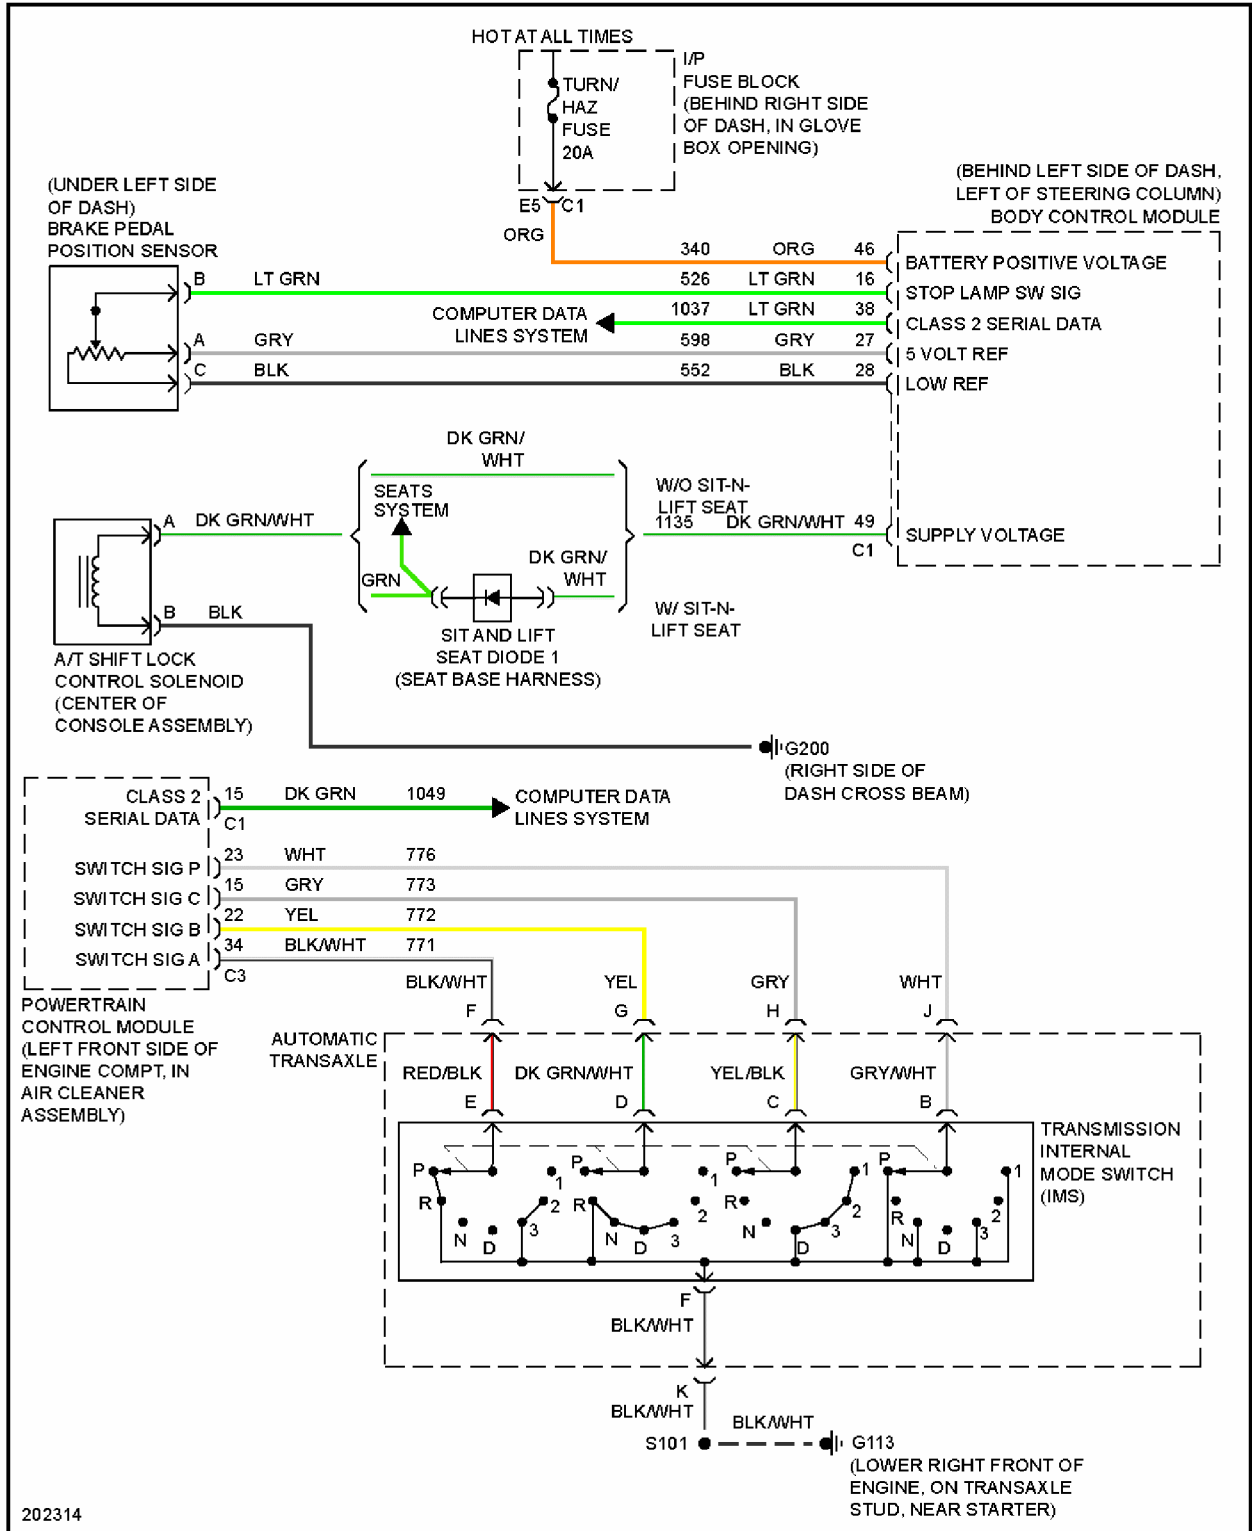 HOT AT ALL TIMES
TURN/
HAZ
FUSE
20A
I/P
FUSE BLOCK
(BEHIND RIGHT SIDE
OF DASH, IN GLOVE
BOX OPENING)
E5 C1
ORG
(BEHIND LEFT SIDE OF DASH,
LEFT OF STEERING COLUMN)
BODY CONTROL MODULE
(UNDER LEFT SIDE
OF DASH)
BRAKE PEDAL
POSITION SENSOR
340 ORG 46
BATTERY POSITIVE VOLTAGE
B LT GRN 526 LT GRN 16
STOP LAMP SW SIG
COMPUTER DATA
LINES SYSTEM
1037 LT GRN 38
CLASS 2 SERIAL DATA
A GRY 598 GRY 27
5 VOLT REF
C BLK 552 BLK 28
LOW REF
DK GRN/
WHT
SEATS
SYSTEM
W/O SIT-N-
LIFT SEAT
A DK GRN/WHT
1135 DK GRN/WHT 49
C1
SUPPLY VOLTAGE
GRN
DK GRN/
WHT
W/ SIT-N-
LIFT SEAT
SIT AND LIFT
SEAT DIODE 1
(SEAT BASE HARNESS)
B BLK
A/T SHIFT LOCK
CONTROL SOLENOID
(CENTER OF
CONSOLE ASSEMBLY)
G200
(RIGHT SIDE OF
DASH CROSS BEAM)
CLASS 2
SERIAL DATA
15 DK GRN 1049
C1
COMPUTER DATA
LINES SYSTEM
SWITCH SIG P 23 WHT 776
SWITCH SIG C 15 GRY 773
SWITCH SIG B 22 YEL 772
SWITCH SIG A 34 BLK/WHT 771
C3
POWERTRAIN
CONTROL MODULE
(LEFT FRONT SIDE OF
ENGINE COMPT, IN
AIR CLEANER
ASSEMBLY)
BLK/WHT YEL GRY WHT
F G H J
AUTOMATIC
TRANSAXLE
RED/BLK DK GRN/WHT YEL/BLK GRY/WHT
E D C B
TRANSMISSION
INTERNAL
MODE SWITCH
(IMS)
P R N D 3 2 1
P R N D 3 2 1
P R N D 3 2 1
P R N D 3 2 1
F
BLK/WHT
K
BLK/WHT
S101
BLK/WHT
G113
(LOWER RIGHT FRONT OF
ENGINE, ON TRANSAXLE
STUD, NEAR STARTER)
202314